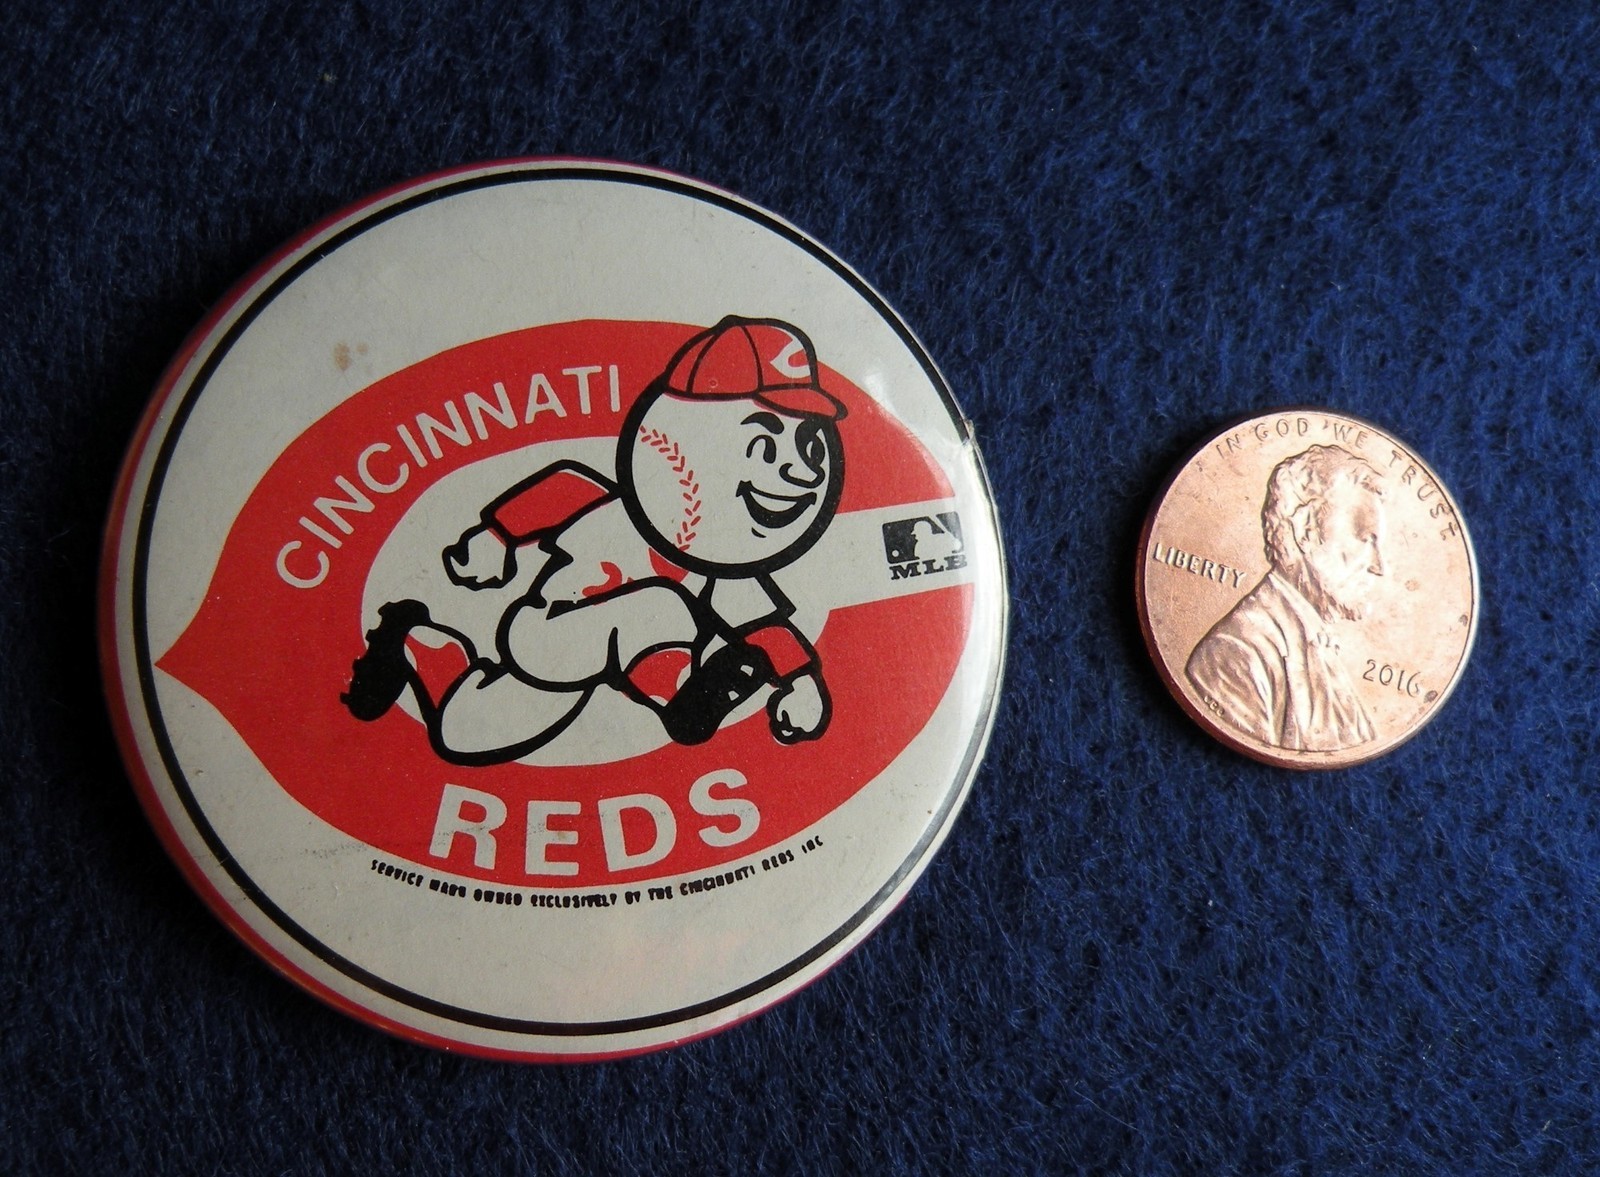 CINCINNATI
REDS
MLB
SERVICE MARK OWNED EXCLUSIVELY BY THE CINCINNATI REDS INC
IN GOD WE TRUST
LIBERTY
2016